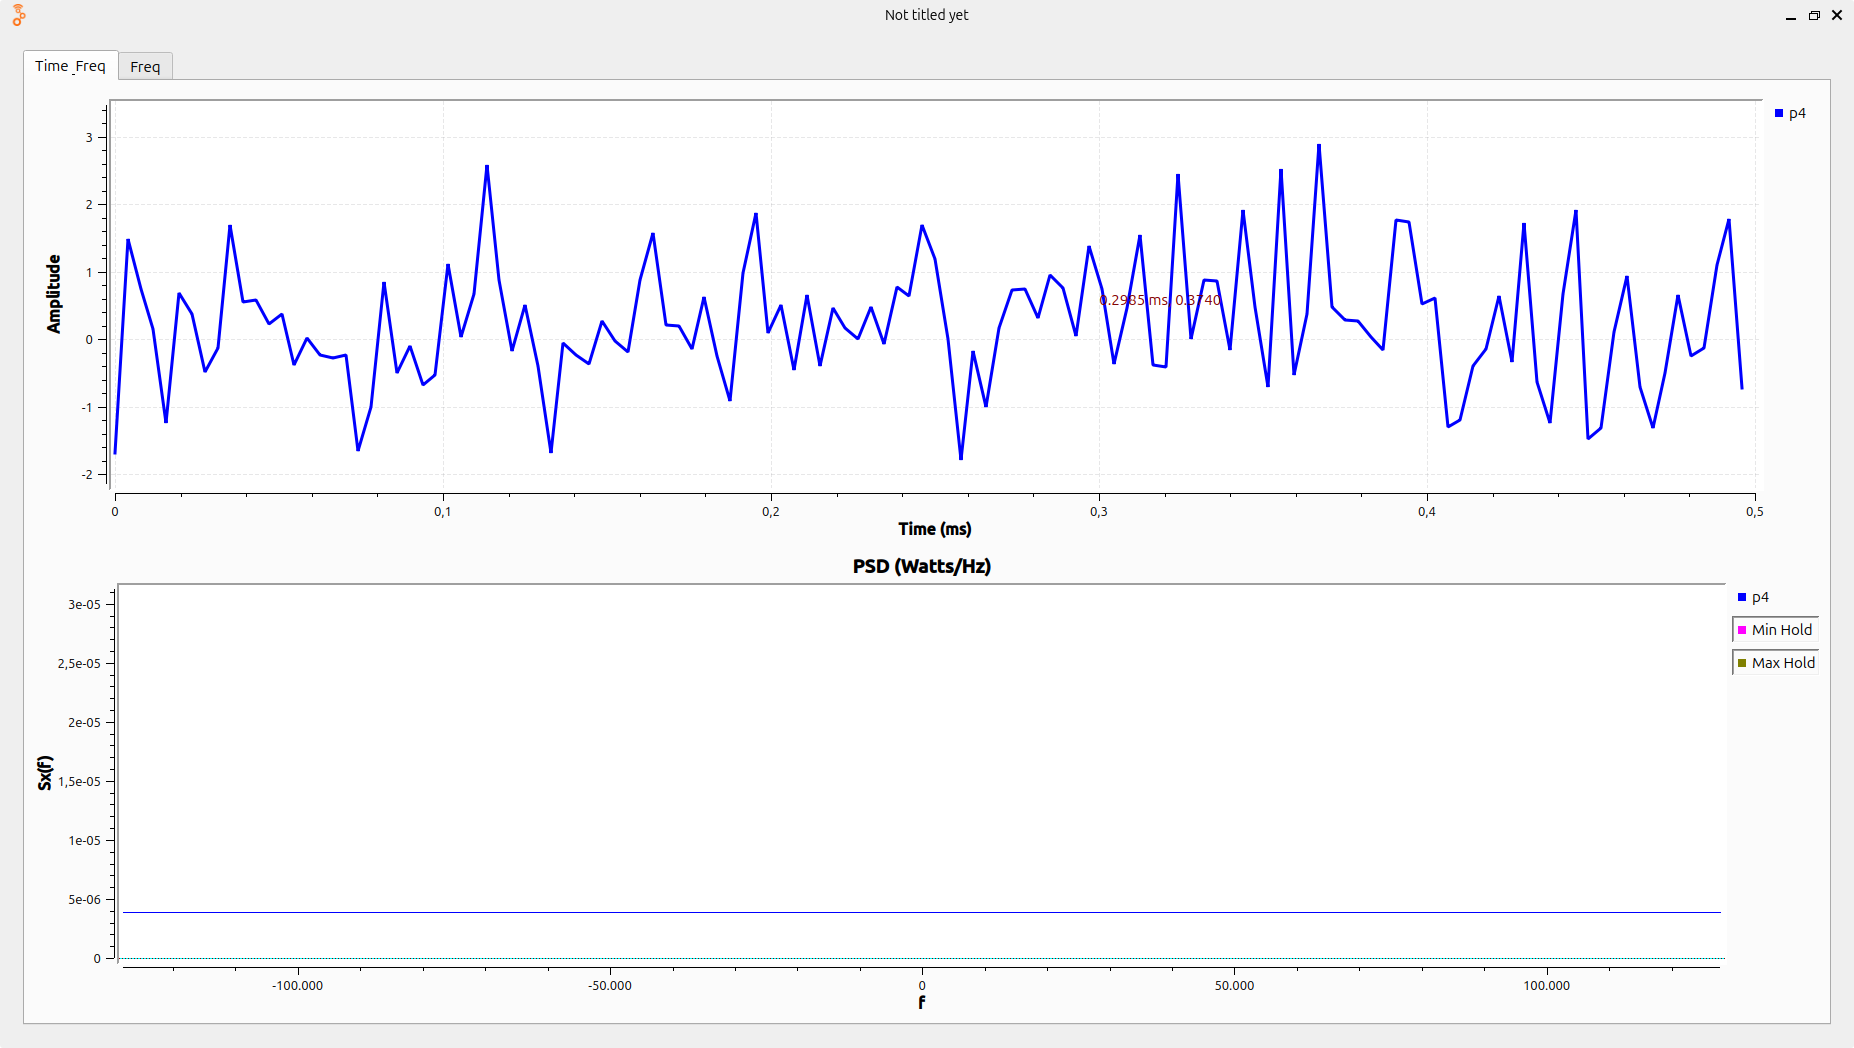 Not titled yet
Time_Freq
Freq
p4
3
2
1
0
-1
-2
Amplitude
0.2985 ms, 0.3740
0 0,1 0,2 0,3 0,4 0,5
Time (ms)
PSD (Watts/Hz)
p4
Min Hold
Max Hold
3e-05
2,5e-05
2e-05
1,5e-05
1e-05
5e-06
0
Sx(f)
-100.000 -50.000 0 50.000 100.000
f